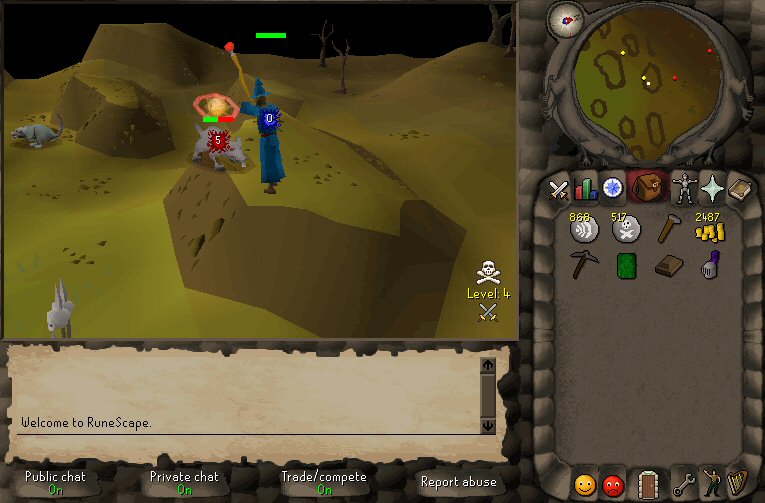 0
5
Level: 4
868
517
2487
Welcome to RuneScape.
Public chat
On
Private chat
On
Trade/compete
On
Report abuse